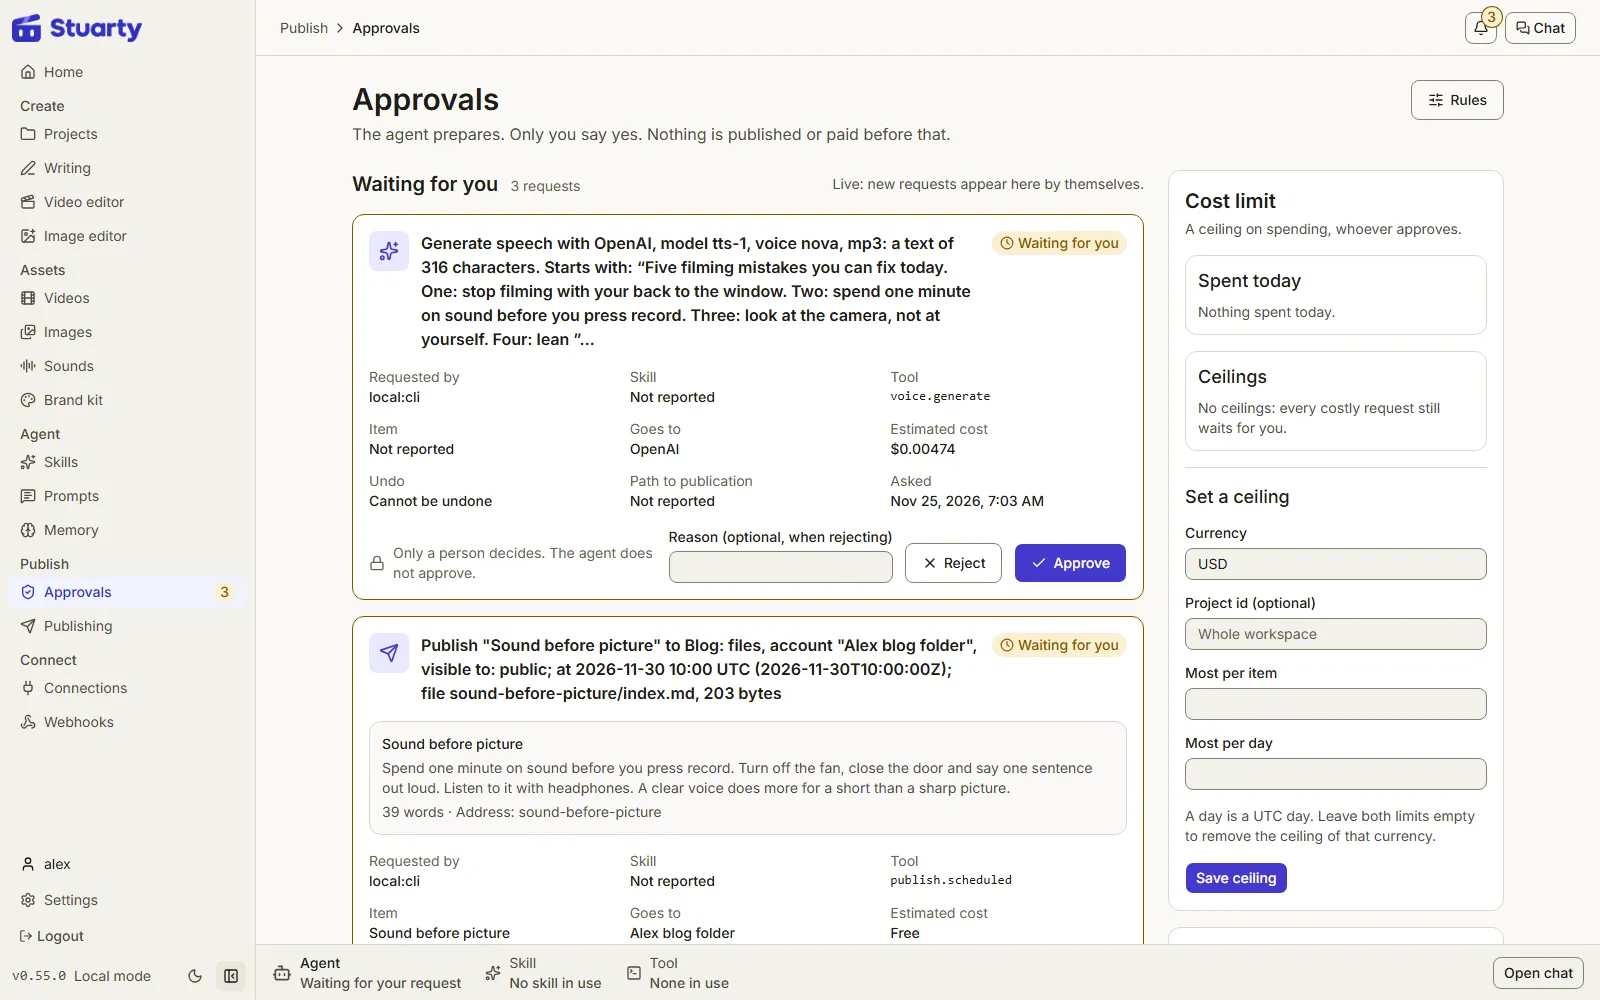 Stuarty
Home
Create
Projects
Writing
Video editor
Image editor
Assets
Videos
Images
Sounds
Brand kit
Agent
Skills
Prompts
Memory
Publish
Approvals 3
Publishing
Connect
Connections
Webhooks
alex
Settings
Logout
v0.55.0 Local mode
Publish > Approvals
3
Chat
Approvals
The agent prepares. Only you say yes. Nothing is published or paid before that.
Rules
Waiting for you 3 requests
Live: new requests appear here by themselves.
Generate speech with OpenAI, model tts-1, voice nova, mp3: a text of
316 characters. Starts with: “Five filming mistakes you can fix today.
One: stop filming with your back to the window. Two: spend one minute
on sound before you press record. Three: look at the camera, not at
yourself. Four: lean ”...
Waiting for you
Requested by Skill Tool
local:cli Not reported voice.generate
Item Goes to Estimated cost
Not reported OpenAI $0.00474
Undo Path to publication Asked
Cannot be undone Not reported Nov 25, 2026, 7:03 AM
Only a person decides. The agent does
not approve.
Reason (optional, when rejecting)
Reject
Approve
Publish "Sound before picture" to Blog: files, account "Alex blog folder",
visible to: public; at 2026-11-30 10:00 UTC (2026-11-30T10:00:00Z);
file sound-before-picture/index.md, 203 bytes
Waiting for you
Sound before picture
Spend one minute on sound before you press record. Turn off the fan, close the door and say one sentence
out loud. Listen to it with headphones. A clear voice does more for a short than a sharp picture.
39 words · Address: sound-before-picture
Requested by Skill Tool
local:cli Not reported publish.scheduled
Item Goes to Estimated cost
Sound before picture Alex blog folder Free
Cost limit
A ceiling on spending, whoever approves.
Spent today
Nothing spent today.
Ceilings
No ceilings: every costly request still
waits for you.
Set a ceiling
Currency
USD
Project id (optional)
Whole workspace
Most per item
Most per day
A day is a UTC day. Leave both limits empty
to remove the ceiling of that currency.
Save ceiling
Agent
Waiting for your request
Skill
No skill in use
Tool
None in use
Open chat